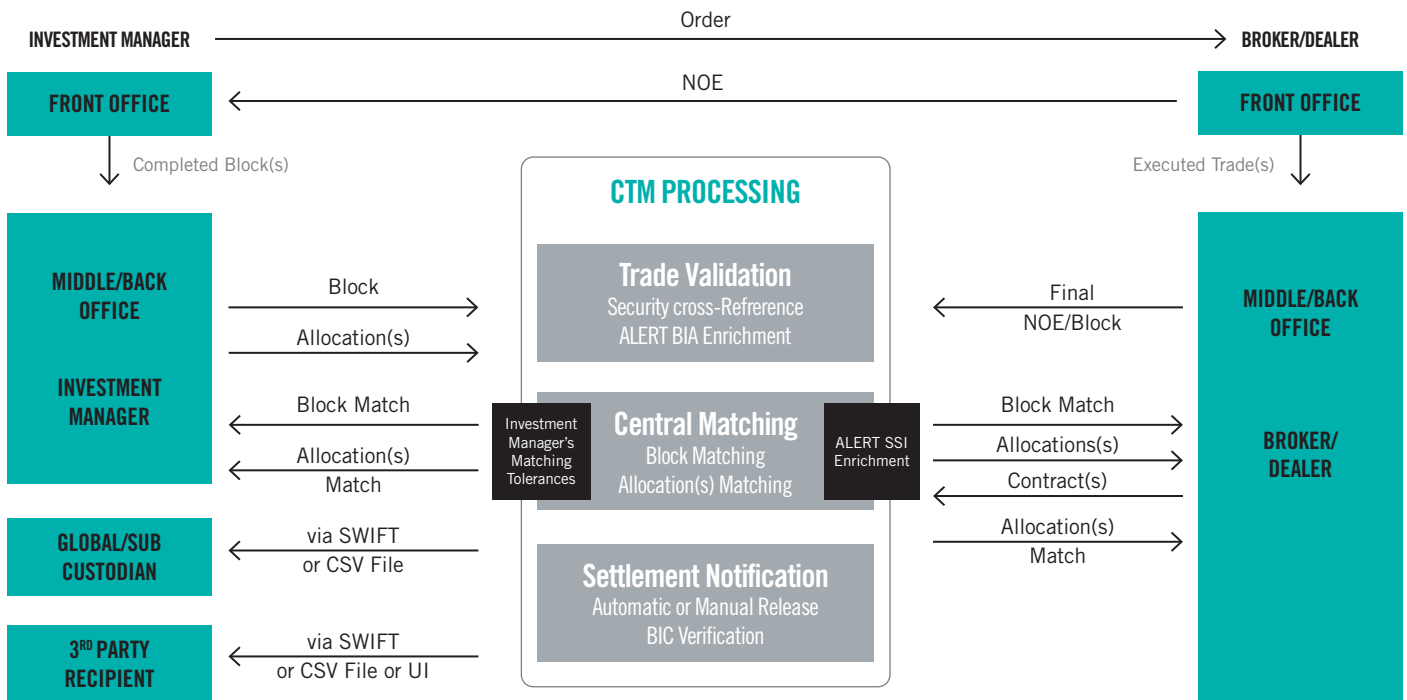 Order
INVESTMENT MANAGER
BROKER/DEALER
NOE
FRONT OFFICE
FRONT OFFICE
Completed Block(s)
Executed Trade(s)
CTM PROCESSING
MIDDLE/BACK
OFFICE
INVESTMENT
MANAGER
Block
Allocation(s)
Block Match
Allocation(s)
Match
Trade Validation
Security cross-Refrerence
ALERT BIA Enrichment
Investment
Manager's
Matching
Tolerances
Central Matching
Block Matching
Allocation(s) Matching
ALERT SSI
Enrichment
Final
NOE/Block
Block Match
Allocations(s)
Contract(s)
Allocation(s)
Match
MIDDLE/BACK
OFFICE
BROKER/
DEALER
GLOBAL/SUB
CUSTODIAN
via SWIFT
or CSV File
Settlement Notification
Automatic or Manual Release
BIC Verification
3RD PARTY
RECIPIENT
via SWIFT
or CSV File or UI